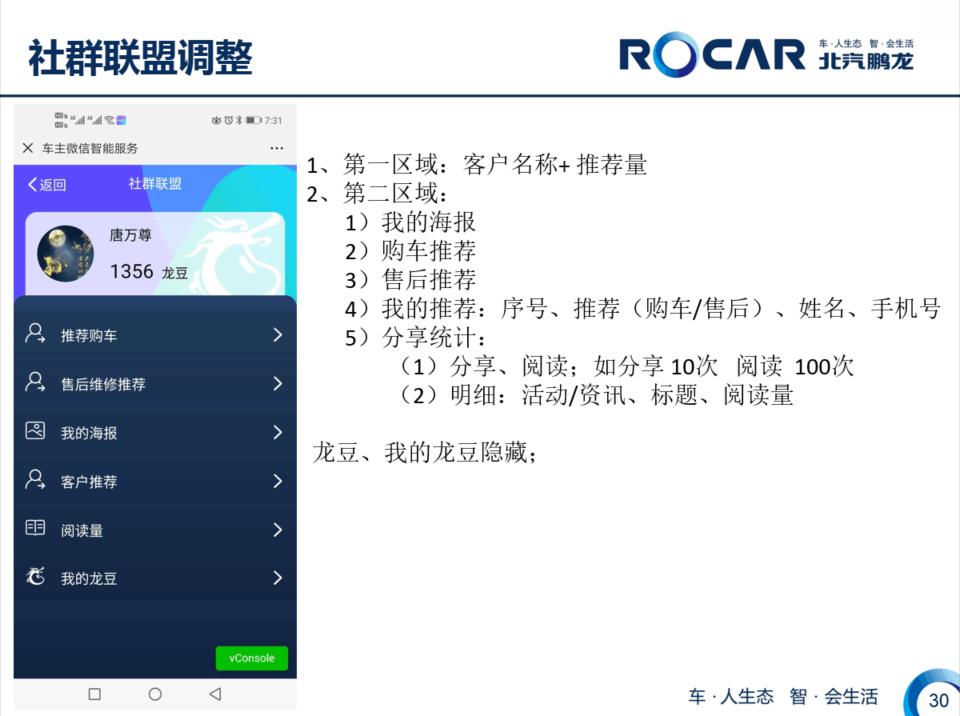 社群联盟调整
ROCAR
车·人生态 智·会生活
北汽鹏龙
7:31
车主微信智能服务
返回
社群联盟
唐万尊
1356 龙豆
推荐购车
售后维修推荐
我的海报
客户推荐
阅读量
我的龙豆
vConsole
1、第一区域：客户名称+ 推荐量
2、第二区域：
1）我的海报
2）购车推荐
3）售后推荐
4）我的推荐：序号、推荐（购车/售后）、姓名、手机号
5）分享统计：
（1）分享、阅读；如分享 10次 阅读 100次
（2）明细：活动/资讯、标题、阅读量
龙豆、我的龙豆隐藏；
车·人生态 智·会生活
30